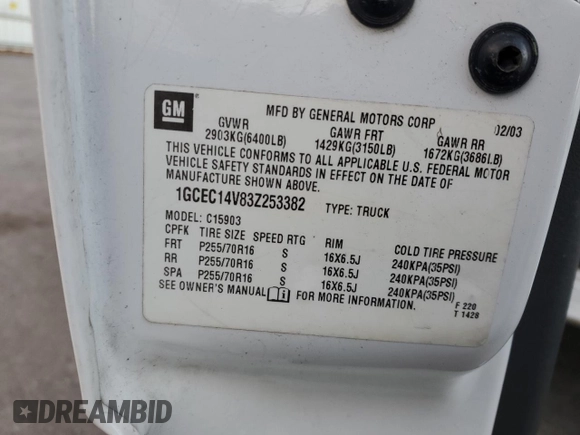 GM
MFD BY GENERAL MOTORS CORP 02/03
GVWR GAWR FRT GAWR RR
2903KG(6400LB) 1429KG(3150LB) 1672KG(3686LB)
THIS VEHICLE CONFORMS TO ALL APPLICABLE U.S. FEDERAL MOTOR
VEHICLE SAFETY STANDARDS IN EFFECT ON THE DATE OF
MANUFACTURE SHOWN ABOVE.
1GCEC14V83Z253382 TYPE: TRUCK
MODEL: C15903
CPFK TIRE SIZE SPEED RTG RIM COLD TIRE PRESSURE
FRT P255/70R16 S 16X6.5J 240KPA(35PSI)
RR P255/70R16 S 16X6.5J 240KPA(35PSI)
SPA P255/70R16 S 16X6.5J 240KPA(35PSI)
SEE OWNER'S MANUAL FOR MORE INFORMATION.
F 220
T 1428
DREAMBID